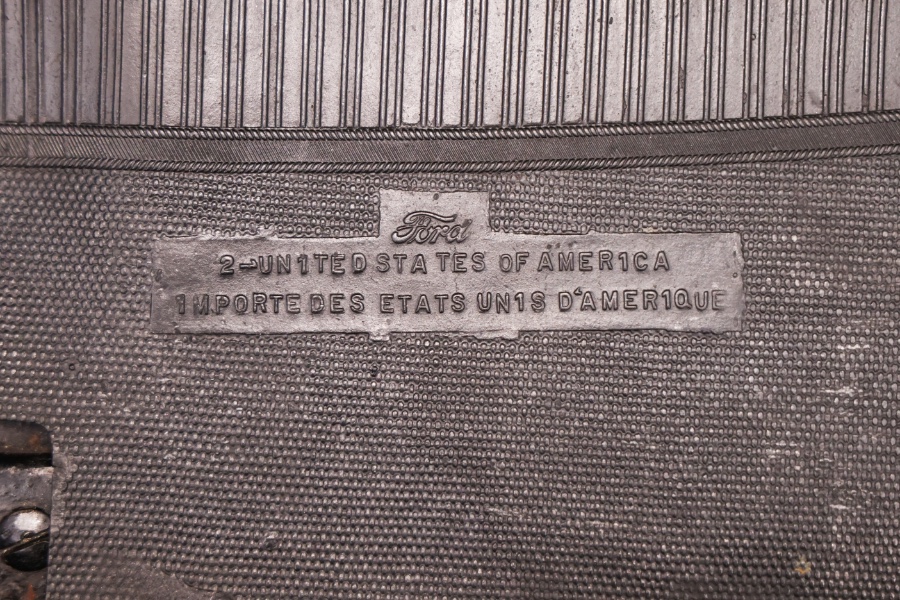 Ford
2-UN1TED STATES OF AMER1CA
1MPORTE DES ETATS UN1S D'AMER1QUE